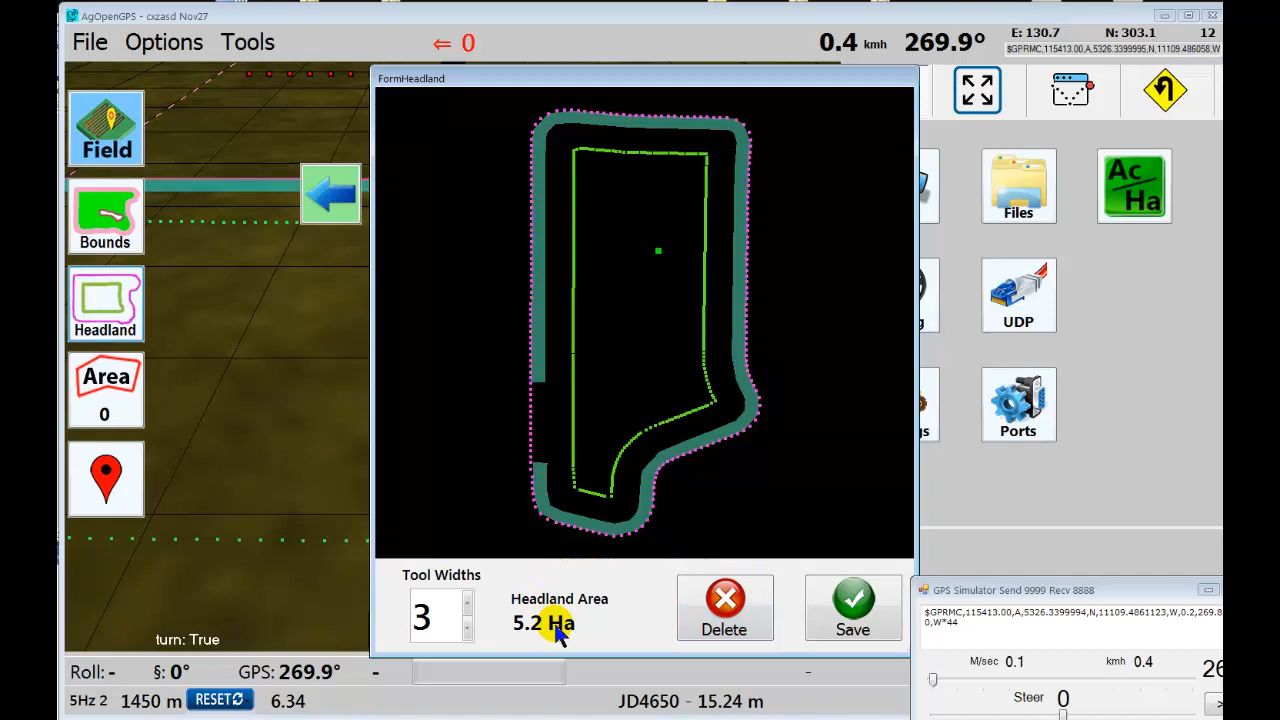 AgOpenGPS - cxzasd Nov27
File Options Tools
⇐ 0
0.4 kmh 269.9°
E: 130.7 N: 303.1 12
$GPRMC,115413.00,A,5326.3399995,N,11109.486058,W
FormHeadland
Field
Bounds
Headland
Area
0
Files
Ac
Ha
UDP
Ports
g
gs
Tool Widths
3
Headland Area
5.2 Ha
Delete
Save
turn: True
GPS Simulator Send 9999 Recv 8888
$GPRMC,115413.00,A,5326.3399994,N,11109.4861123,W,0.2,269.8
0,W*44
M/sec 0.1 kmh 0.4
26
Steer 0
>
Roll: - §: 0° GPS: 269.9° - -
5Hz 2 1450 m RESET 6.34 JD4650 - 15.24 m